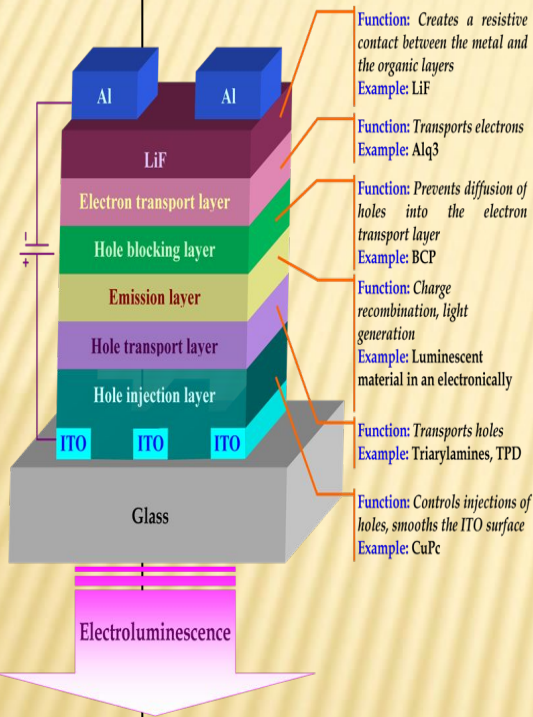 Al
Al
LiF
Electron transport layer
Hole blocking layer
Emission layer
Hole transport layer
Hole injection layer
ITO
ITO
ITO
Glass
Electroluminescence
−
+
Function: Creates a resistive
contact between the metal and
the organic layers
Example: LiF
Function: Transports electrons
Example: Alq3
Function: Prevents diffusion of
holes into the electron
transport layer
Example: BCP
Function: Charge
recombination, light
generation
Example: Luminescent
material in an electronically
Function: Transports holes
Example: Triarylamines, TPD
Function: Controls injections of
holes, smooths the ITO surface
Example: CuPc